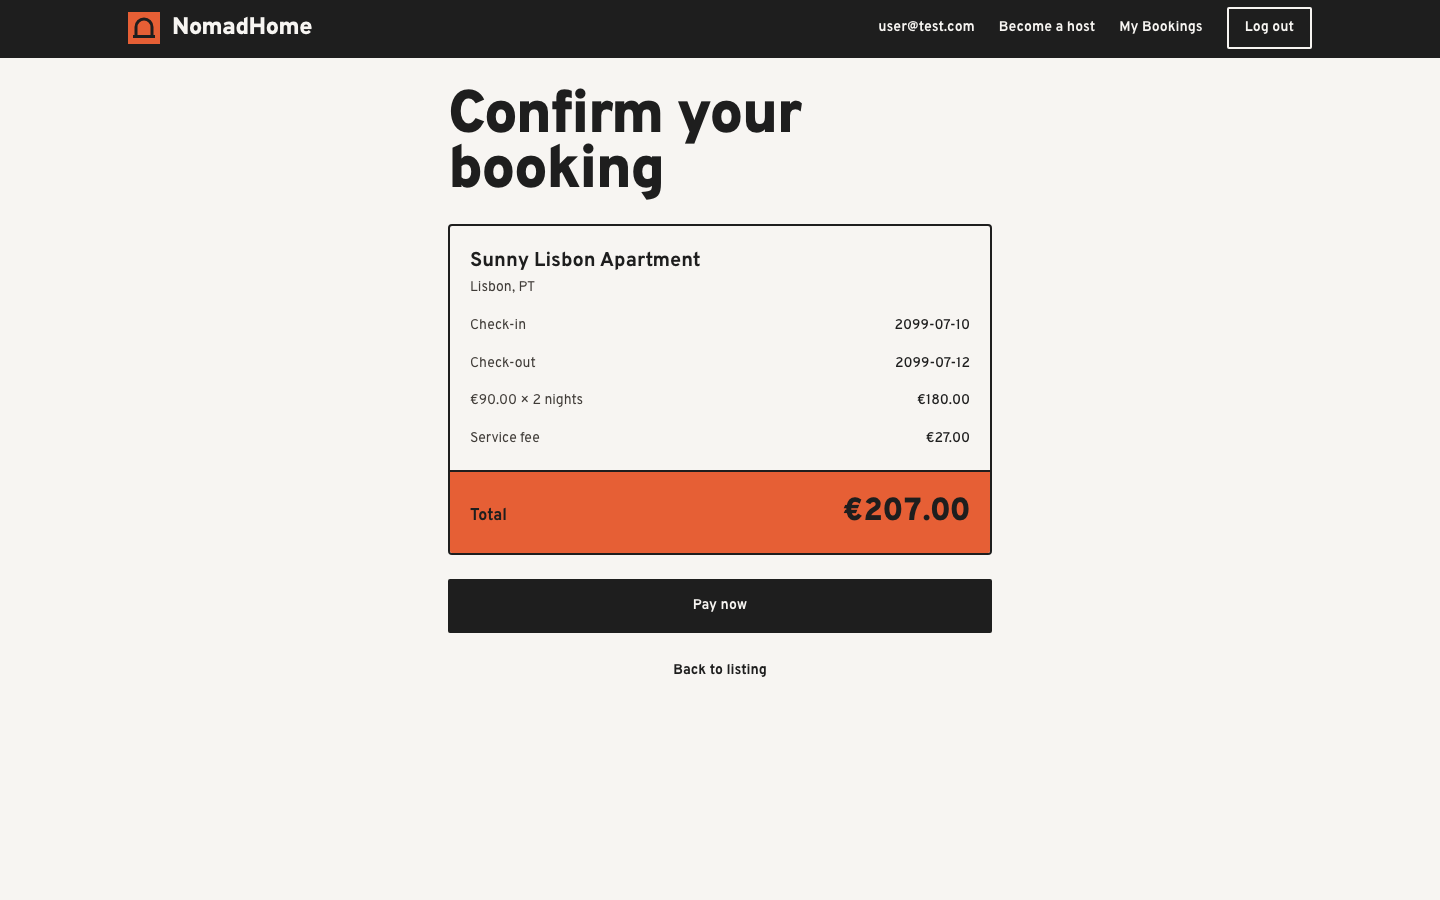 NomadHome
user@test.com
Become a host
My Bookings
Log out
Confirm your
booking
Sunny Lisbon Apartment
Lisbon, PT
Check-in 2099-07-10
Check-out 2099-07-12
€90.00 × 2 nights €180.00
Service fee €27.00
Total €207.00
Pay now
Back to listing